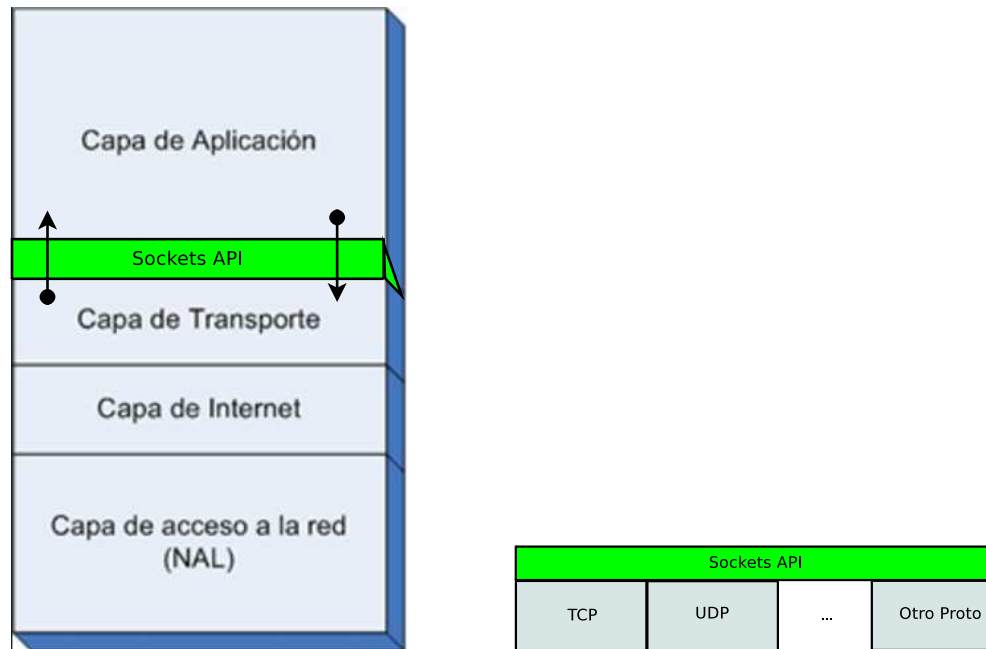 Capa de Aplicación
Sockets API
Capa de Transporte
Capa de Internet
Capa de acceso a la red
(NAL)
Sockets API
TCP
UDP
...
Otro Proto